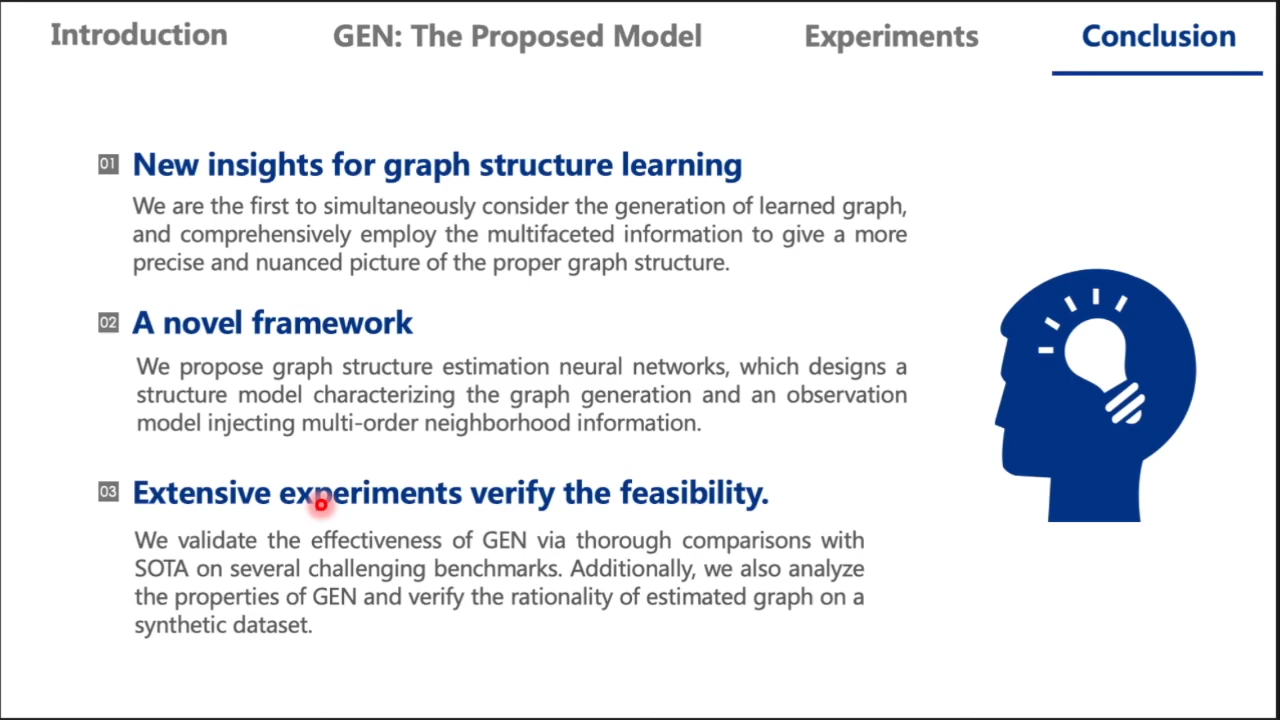 Introduction GEN: The Proposed Model Experiments Conclusion
01 New insights for graph structure learning
We are the first to simultaneously consider the generation of learned graph,
and comprehensively employ the multifaceted information to give a more
precise and nuanced picture of the proper graph structure.
02 A novel framework
We propose graph structure estimation neural networks, which designs a
structure model characterizing the graph generation and an observation
model injecting multi-order neighborhood information.
03 Extensive experiments verify the feasibility.
We validate the effectiveness of GEN via thorough comparisons with
SOTA on several challenging benchmarks. Additionally, we also analyze
the properties of GEN and verify the rationality of estimated graph on a
synthetic dataset.